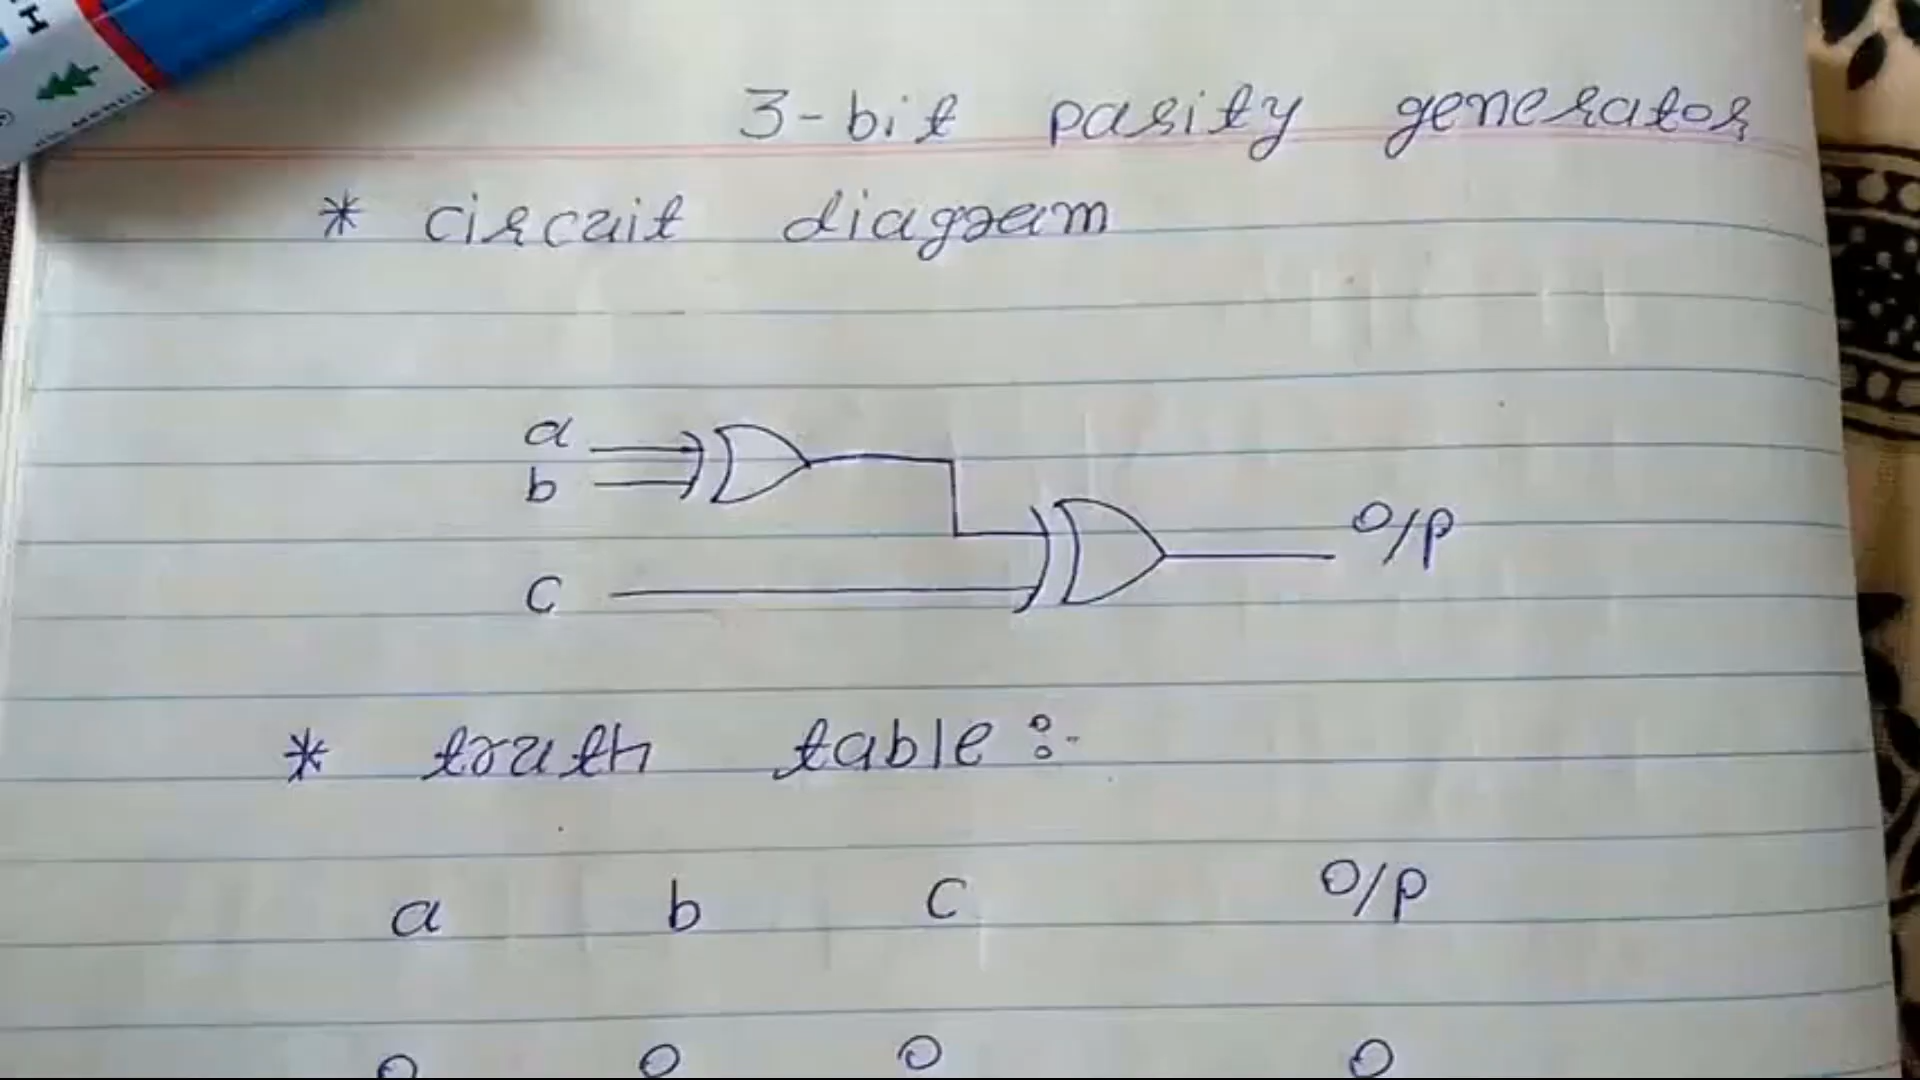 3-bit parity generator
* circuit diagram
a
b
O/P
C
* truth table :-
a b C O/P
0 0 0 0